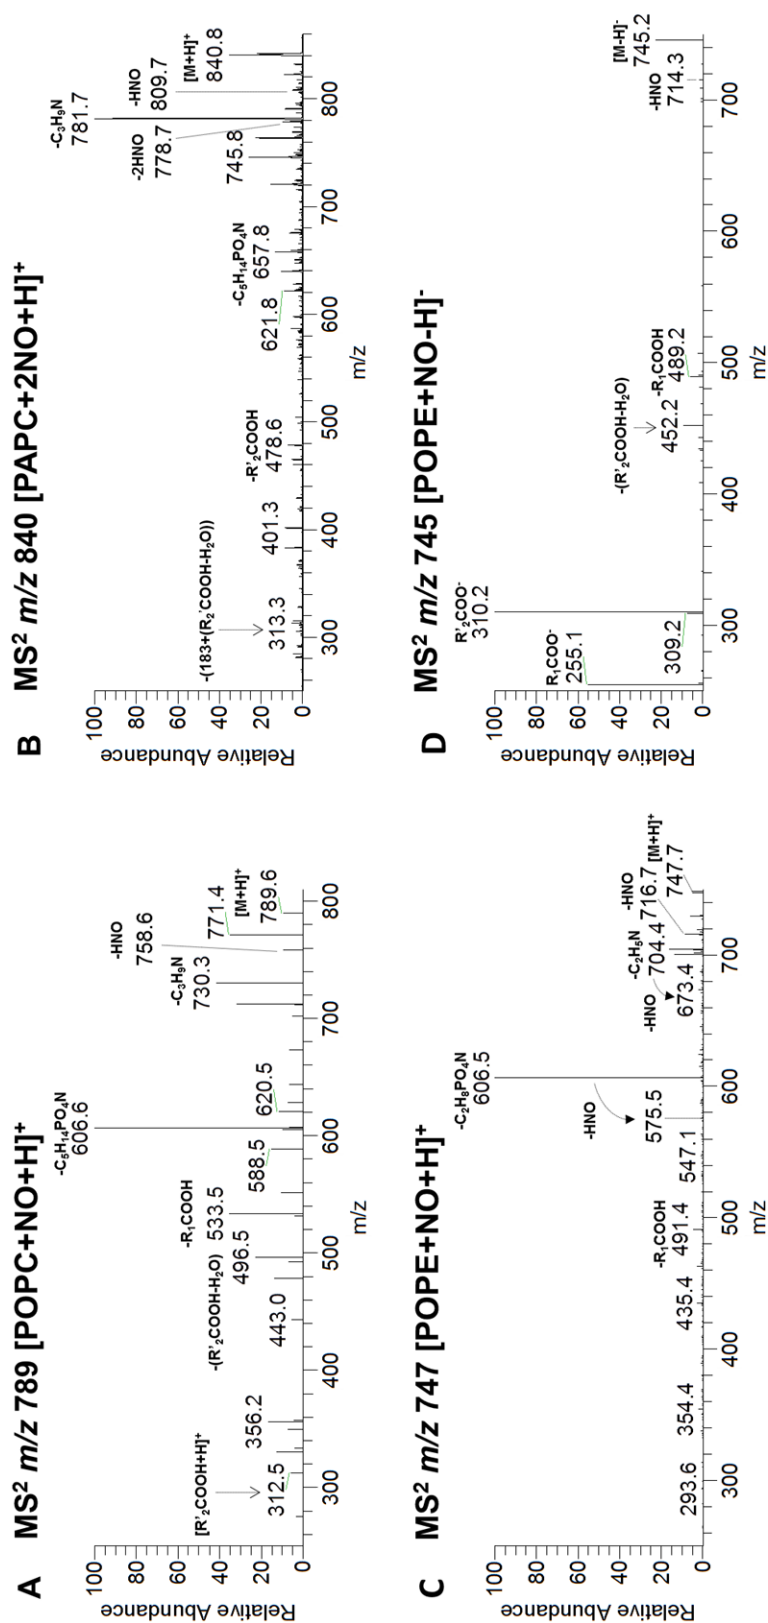 A MS² m/z 789 [POPC+NO+H]⁺
Relative Abundance
100
80
60
40
20
0
[R'₂COOH+H]⁺
312.5
356.2
443.0
-(R'₂COOH-H₂O)
496.5
-R₁COOH
533.5
588.5
-C₅H₁₄PO₄N
606.6
620.5
-C₃H₉N
730.3
-HNO
758.6
771.4
[M+H]⁺
789.6
300 400 500 600 700 800
m/z
B MS² m/z 840 [PAPC+2NO+H]⁺
Relative Abundance
100
80
60
40
20
0
-(183+(R₂'COOH-H₂O))
313.3
401.3
-R'₂COOH
478.6
621.8
-C₅H₁₄PO₄N
657.8
745.8
-2HNO
778.7
-C₃H₉N
781.7
-HNO
809.7
[M+H]⁺
840.8
300 400 500 600 700 800
m/z
C MS² m/z 747 [POPE+NO+H]⁺
Relative Abundance
100
80
60
40
20
0
293.6
354.4
435.4
-R₁COOH
491.4
547.1
575.5
-HNO
-C₂H₈PO₄N
606.5
-HNO
673.4
-C₂H₅N
704.4
-HNO
716.7
[M+H]⁺
747.7
300 400 500 600 700
m/z
D MS² m/z 745 [POPE+NO-H]⁻
Relative Abundance
100
80
60
40
20
0
R₁COO⁻
255.1
309.2
R'₂COO⁻
310.2
-(R'₂COOH-H₂O)
452.2
-R₁COOH
489.2
-HNO
714.3
[M-H]⁻
745.2
300 400 500 600 700
m/z